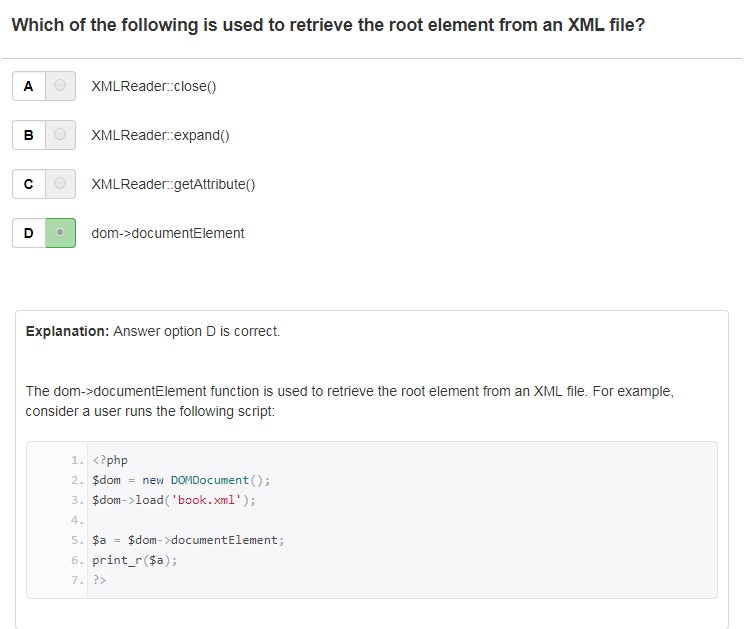 Which of the following is used to retrieve the root element from an XML file?
A XMLReader::close()
B XMLReader::expand()
C XMLReader::getAttribute()
D dom->documentElement
Explanation: Answer option D is correct.
The dom->documentElement function is used to retrieve the root element from an XML file. For example,
consider a user runs the following script:
1. <?php
2. $dom = new DOMDocument();
3. $dom->load('book.xml');
4.
5. $a = $dom->documentElement;
6. print_r($a);
7. ?>